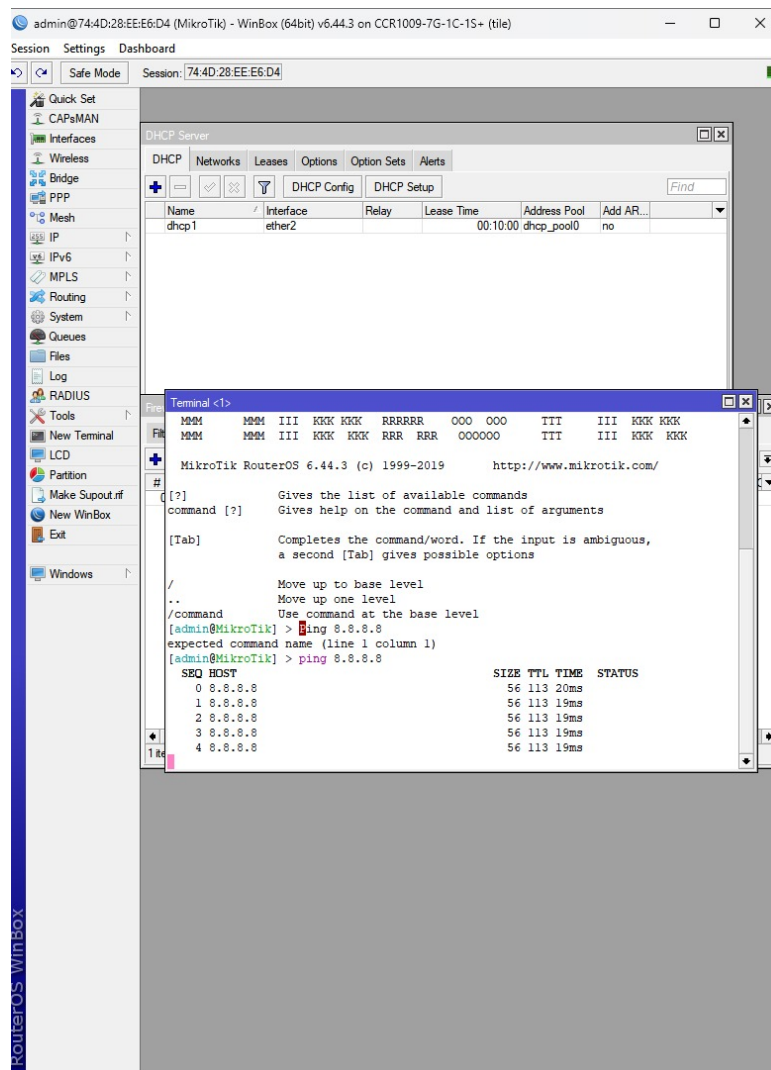 admin@74:4D:28:EE:E6:D4 (MikroTik) - WinBox (64bit) v6.44.3 on CCR1009-7G-1C-1S+ (tile)
Session Settings Dashboard
Safe Mode Session: 74:4D:28:EE:E6:D4
Quick Set
CAPsMAN
Interfaces
Wireless
Bridge
PPP
Mesh
IP
IPv6
MPLS
Routing
System
Queues
Files
Log
RADIUS
Tools
New Terminal
LCD
Partition
Make Supout.rif
New WinBox
Exit
Windows
RouterOS WinBox
DHCP Server
DHCP Networks Leases Options Option Sets Alerts
DHCP Config DHCP Setup Find
Name Interface Relay Lease Time Address Pool Add AR...
dhcp1 ether2 00:10:00 dhcp_pool0 no
Fire
Filt
#
0
1 ite
Terminal <1>
MMM MMM III KKK KKK RRRRRR OOO OOO TTT III KKK KKK
MMM MMM III KKK KKK RRR RRR OOOOOO TTT III KKK KKK
MikroTik RouterOS 6.44.3 (c) 1999-2019 http://www.mikrotik.com/
[?] Gives the list of available commands
command [?] Gives help on the command and list of arguments
[Tab] Completes the command/word. If the input is ambiguous,
a second [Tab] gives possible options
/ Move up to base level
.. Move up one level
/command Use command at the base level
[admin@MikroTik] > Ping 8.8.8.8
expected command name (line 1 column 1)
[admin@MikroTik] > ping 8.8.8.8
SEQ HOST SIZE TTL TIME STATUS
0 8.8.8.8 56 113 20ms
1 8.8.8.8 56 113 19ms
2 8.8.8.8 56 113 19ms
3 8.8.8.8 56 113 19ms
4 8.8.8.8 56 113 19ms